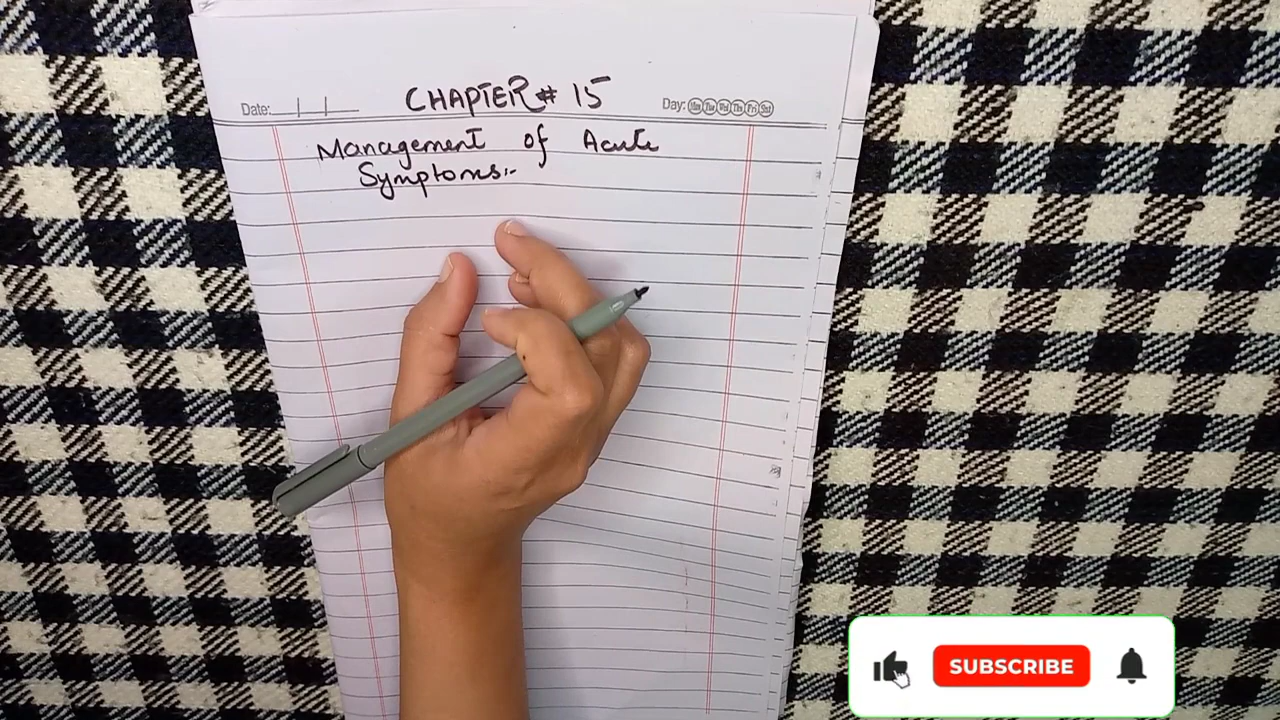 CHAPTER # 15
Date:
Day: Mon Tue Wed Thu Fri Sat
Management of Acute
Symptoms:-
SUBSCRIBE